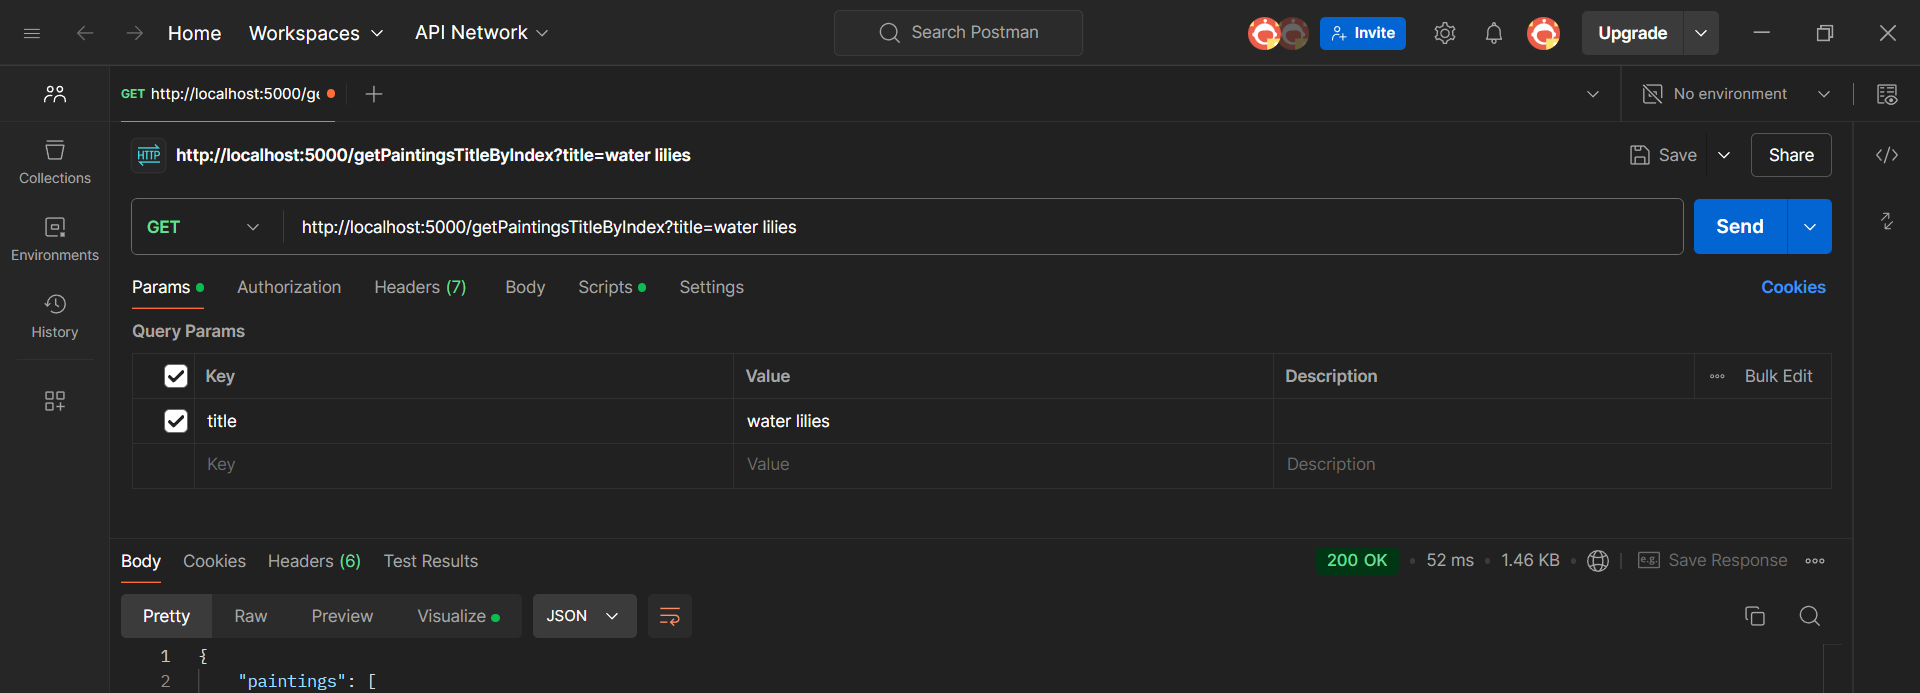 Home Workspaces API Network Search Postman Invite Upgrade
GET http://localhost:5000/ge No environment
HTTP http://localhost:5000/getPaintingsTitleByIndex?title=water lilies Save Share
Collections
GET http://localhost:5000/getPaintingsTitleByIndex?title=water lilies Send
Environments
Params Authorization Headers (7) Body Scripts Settings Cookies
History
Query Params
Key Value Description Bulk Edit
title water lilies
Key Value Description
Body Cookies Headers (6) Test Results 200 OK 52 ms 1.46 KB e.g. Save Response
Pretty Raw Preview Visualize JSON
1 {
2 "paintings": [